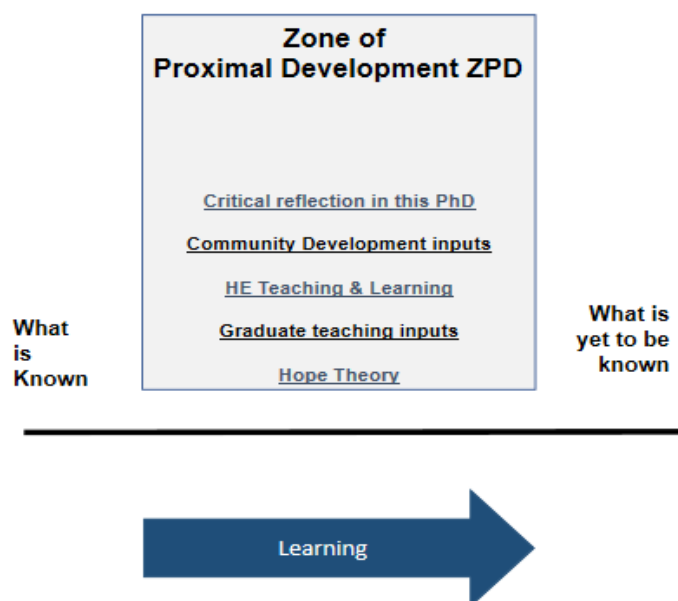 Zone of
Proximal Development ZPD
Critical reflection in this PhD
Community Development inputs
HE Teaching & Learning
Graduate teaching inputs
Hope Theory
What
is
Known
What is
yet to be
known
Learning